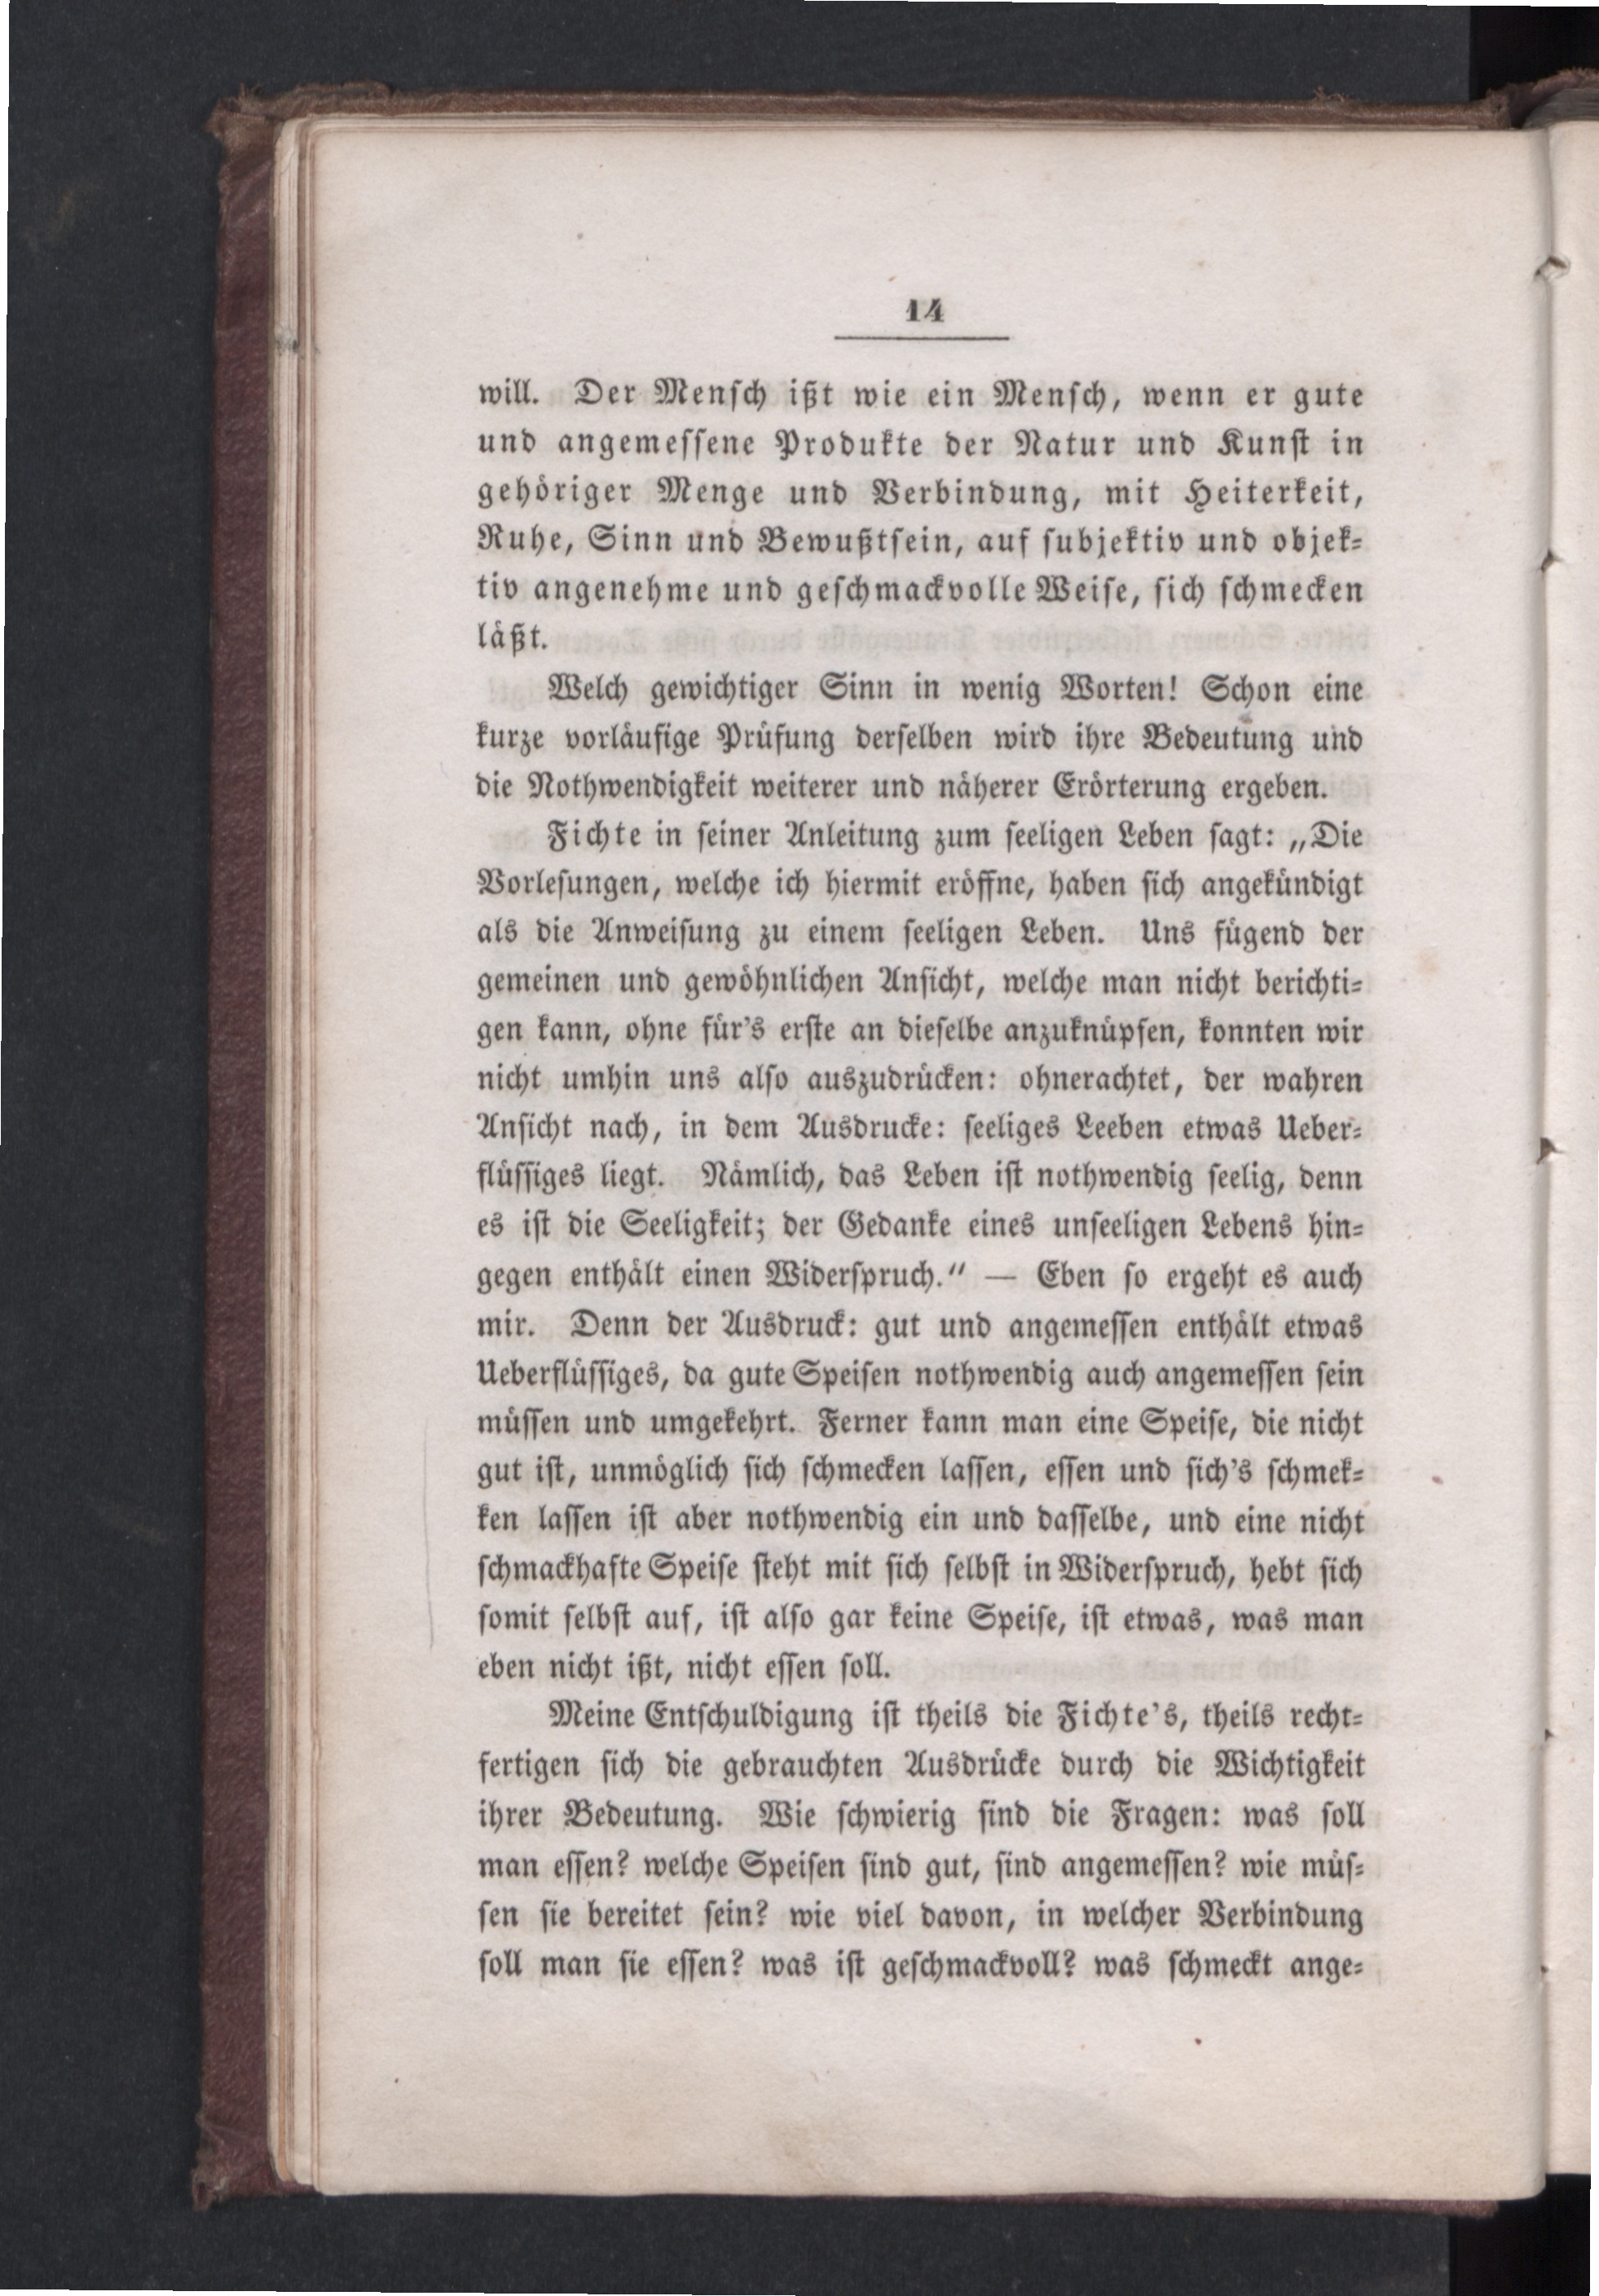 14
will. Der Mensch ißt wie ein Mensch, wenn er gute
und angemessene Produkte der Natur und Kunst in
gehöriger Menge und Verbindung, mit Heiterkeit,
Ruhe, Sinn und Bewußtsein, auf subjektiv und objek-
tiv angenehme und geschmackvolle Weise, sich schmecken
läßt.
Welch gewichtiger Sinn in wenig Worten! Schon eine
kurze vorläufige Prüfung derselben wird ihre Bedeutung und
die Nothwendigkeit weiterer und näherer Erörterung ergeben.
Fichte in seiner Anleitung zum seeligen Leben sagt: „Die
Vorlesungen, welche ich hiermit eröffne, haben sich angekündigt
als die Anweisung zu einem seeligen Leben. Uns fügend der
gemeinen und gewöhnlichen Ansicht, welche man nicht berichti-
gen kann, ohne für's erste an dieselbe anzuknüpfen, konnten wir
nicht umhin uns also auszudrücken: ohnerachtet, der wahren
Ansicht nach, in dem Ausdrucke: seeliges Leeben etwas Ueber-
flüssiges liegt. Nämlich, das Leben ist nothwendig seelig, denn
es ist die Seeligkeit; der Gedanke eines unseeligen Lebens hin-
gegen enthält einen Widerspruch.“ — Eben so ergeht es auch
mir. Denn der Ausdruck: gut und angemessen enthält etwas
Ueberflüssiges, da gute Speisen nothwendig auch angemessen sein
müssen und umgekehrt. Ferner kann man eine Speise, die nicht
gut ist, unmöglich sich schmecken lassen, essen und sich's schmek-
ken lassen ist aber nothwendig ein und dasselbe, und eine nicht
schmackhafte Speise steht mit sich selbst in Widerspruch, hebt sich
somit selbst auf, ist also gar keine Speise, ist etwas, was man
eben nicht ißt, nicht essen soll.
Meine Entschuldigung ist theils die Fichte's, theils recht-
fertigen sich die gebrauchten Ausdrücke durch die Wichtigkeit
ihrer Bedeutung. Wie schwierig sind die Fragen: was soll
man essen? welche Speisen sind gut, sind angemessen? wie müs-
sen sie bereitet sein? wie viel davon, in welcher Verbindung
soll man sie essen? was ist geschmackvoll? was schmeckt ange-